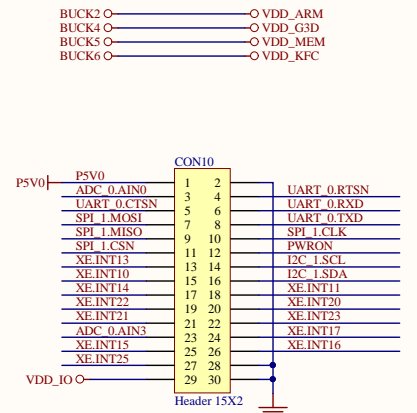 BUCK2 VDD_ARM
BUCK4 VDD_G3D
BUCK5 VDD_MEM
BUCK6 VDD_KFC
CON10
P5V0 P5V0 1 2
ADC_0.AIN0 3 4 UART_0.RTSN
UART_0.CTSN 5 6 UART_0.RXD
SPI_1.MOSI 7 8 UART_0.TXD
SPI_1.MISO 9 10 SPI_1.CLK
SPI_1.CSN 11 12 PWRON
XE.INT13 13 14 I2C_1.SCL
XE.INT10 15 16 I2C_1.SDA
XE.INT14 17 18 XE.INT11
XE.INT22 19 20 XE.INT20
XE.INT21 21 22 XE.INT23
ADC_0.AIN3 23 24 XE.INT17
XE.INT15 25 26 XE.INT16
XE.INT25 27 28
VDD_IO 29 30
Header 15X2